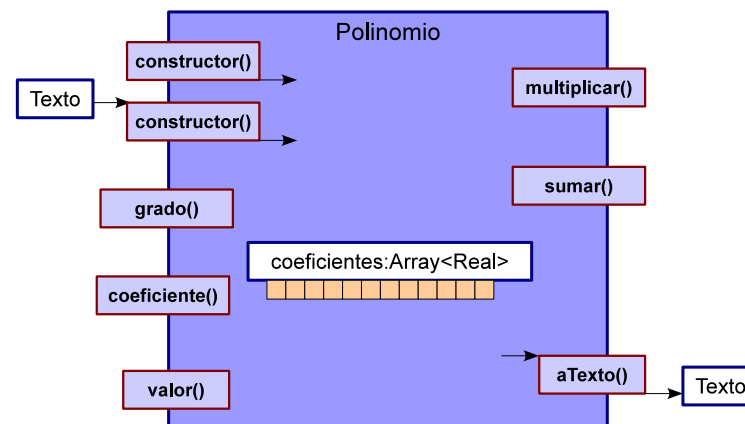 Polinomio
constructor()
Texto
constructor()
multiplicar()
grado()
sumar()
coeficientes:Array<Real>
coeficiente()
valor()
aTexto()
Texto